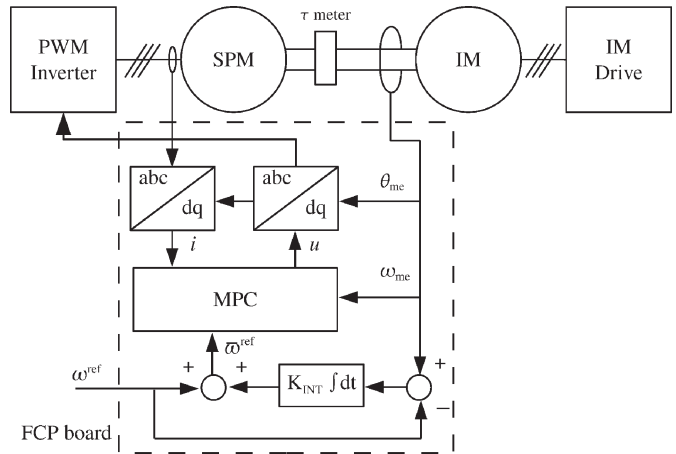 τ meter
PWM
Inverter
SPM
IM
IM
Drive
abc
dq
abc
dq
θme
i
u
ωme
MPC
ω̅ref
+
+
+
ωref
KINT ∫dt
−
FCP board